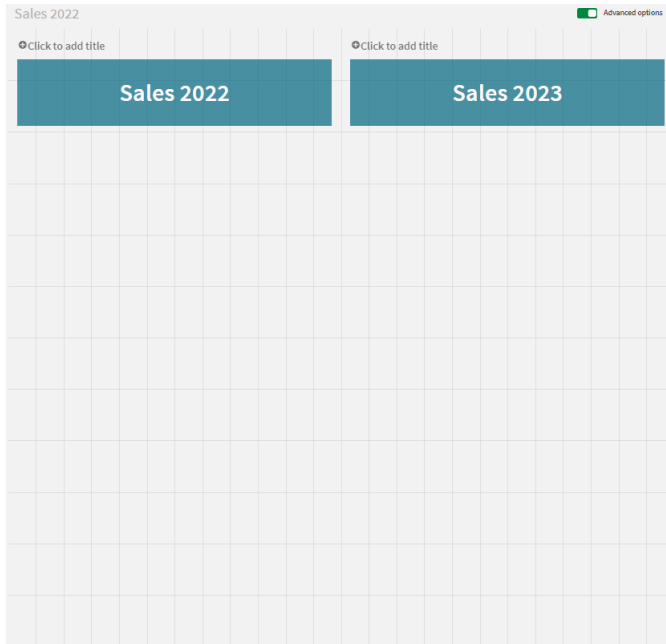 Sales 2022
Advanced options
Click to add title
Click to add title
Sales 2022
Sales 2023